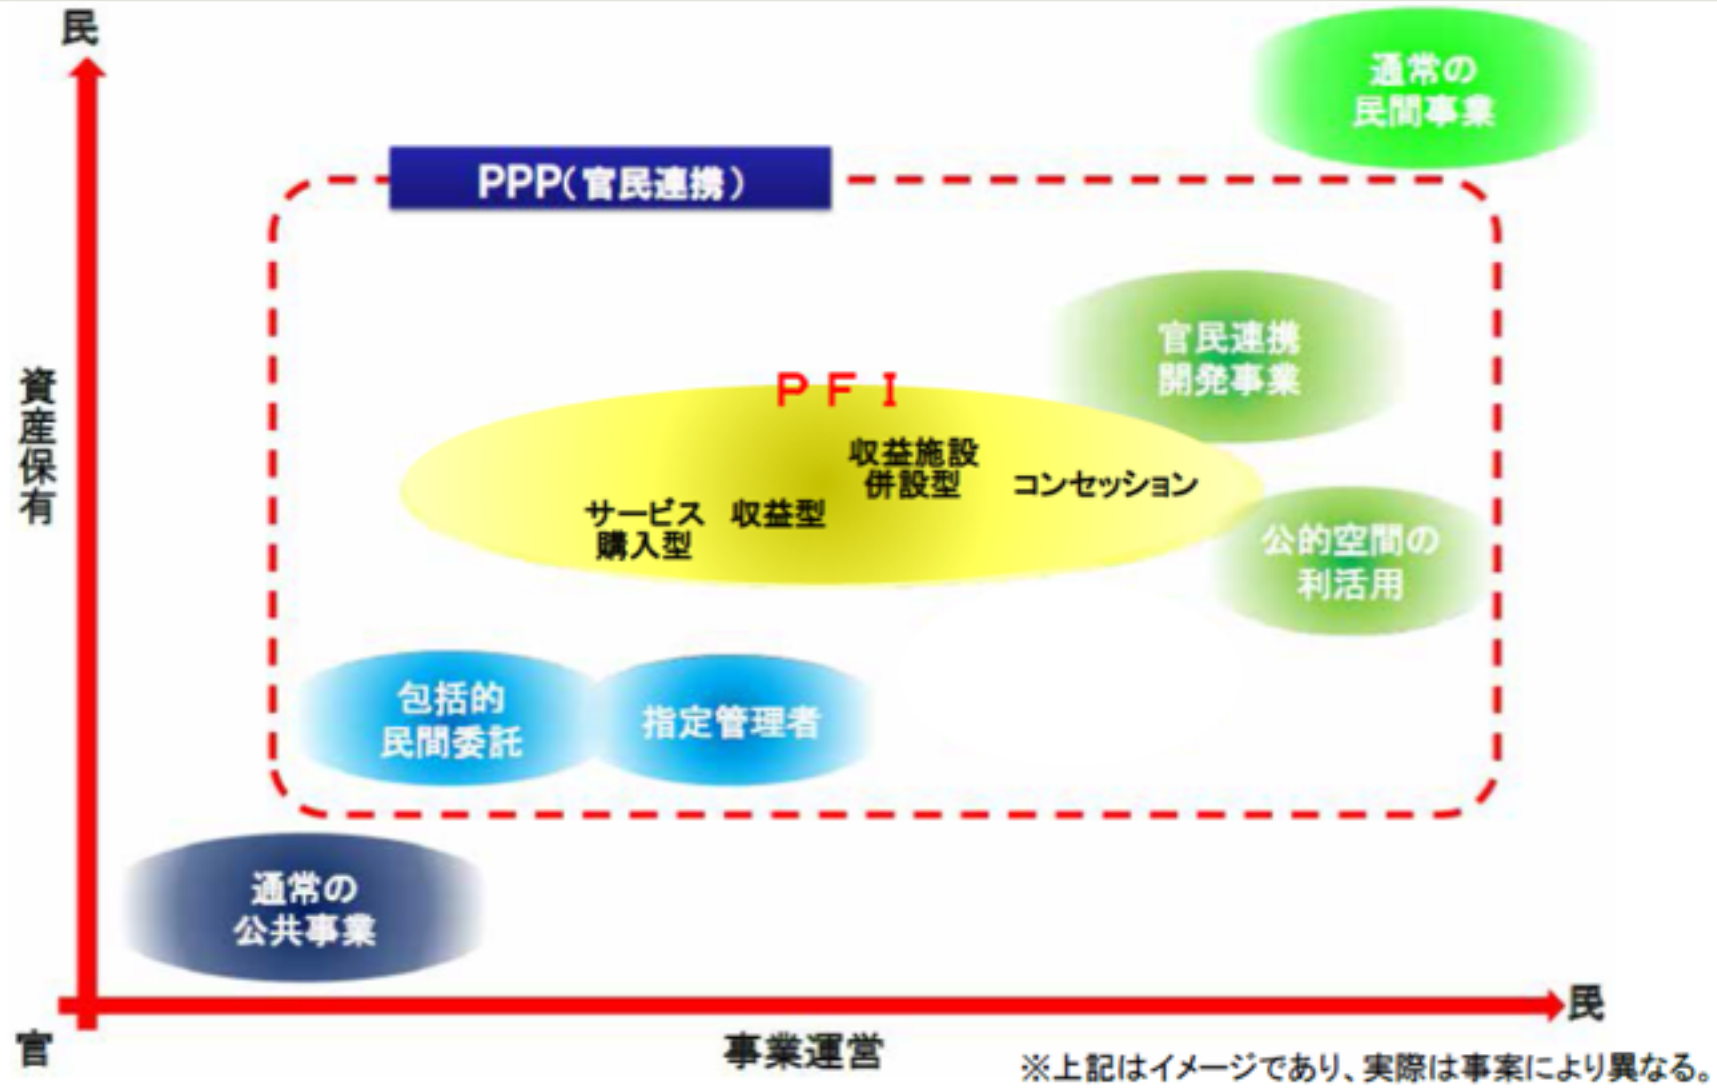 民
通常の
民間事業
PPP(官民連携)
官民連携
開発事業
PFI
収益施設
併設型
コンセッション
サービス
購入型
収益型
資産保有
公的空間の
利活用
包括的
民間委託
指定管理者
通常の
公共事業
民
官
事業運営
※上記はイメージであり、実際は事案により異なる。